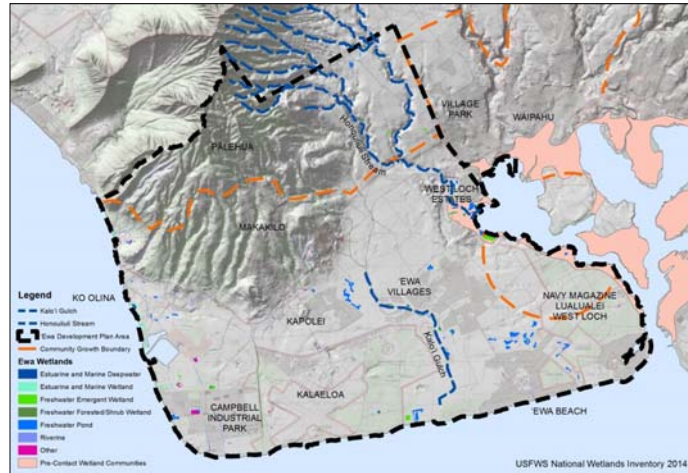 VILLAGE
PARK
WAIPAHU
Honouliuli Stream
PALEHUA
WEST LOCH
ESTATES
MAKAKILO
KO OLINA
'EWA
VILLAGES
NAVY MAGAZINE
LUALUALEI
WEST LOCH
KAPOLEI
Kalo'i Gulch
KALAELOA
CAMPBELL
INDUSTRIAL
PARK
'EWA BEACH
Legend
Kalo'i Gulch
Honouliuli Stream
Ewa Development Plan Area
Community Growth Boundary
Ewa Wetlands
Estuarine and Marine Deepwater
Estuarine and Marine Wetland
Freshwater Emergent Wetland
Freshwater Forested/Shrub Wetland
Freshwater Pond
Riverine
Other
Pre-Contact Wetland Communities
USFWS National Wetlands Inventory 2014